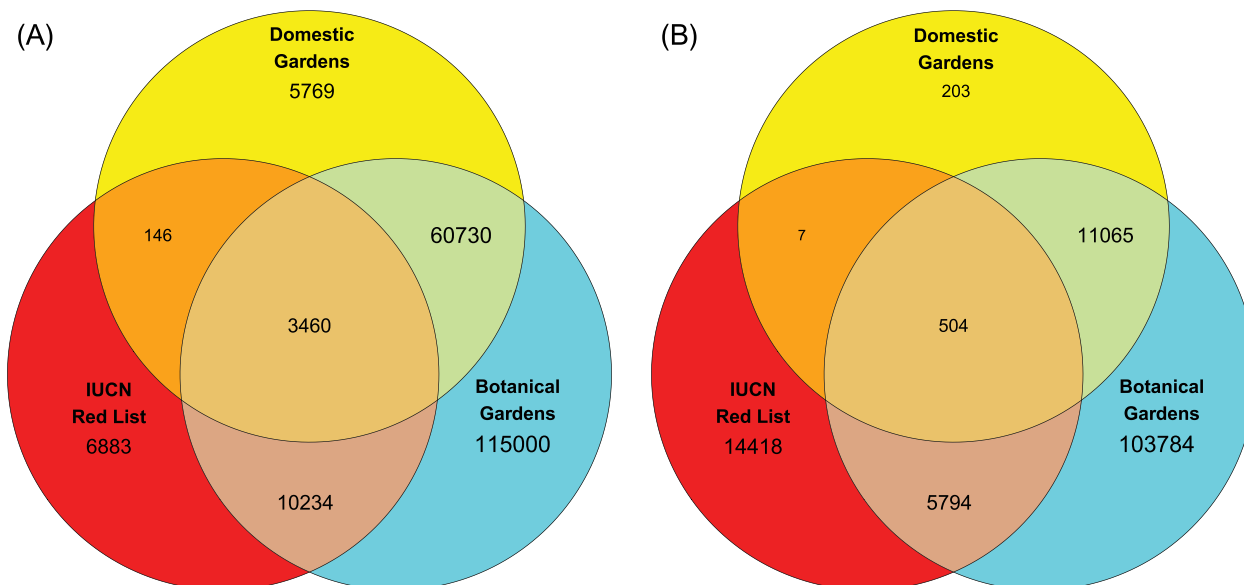 (A)
Domestic
Gardens
5769
146
60730
3460
IUCN
Red List
6883
Botanical
Gardens
115000
10234
(B)
Domestic
Gardens
203
7
11065
504
IUCN
Red List
14418
Botanical
Gardens
103784
5794